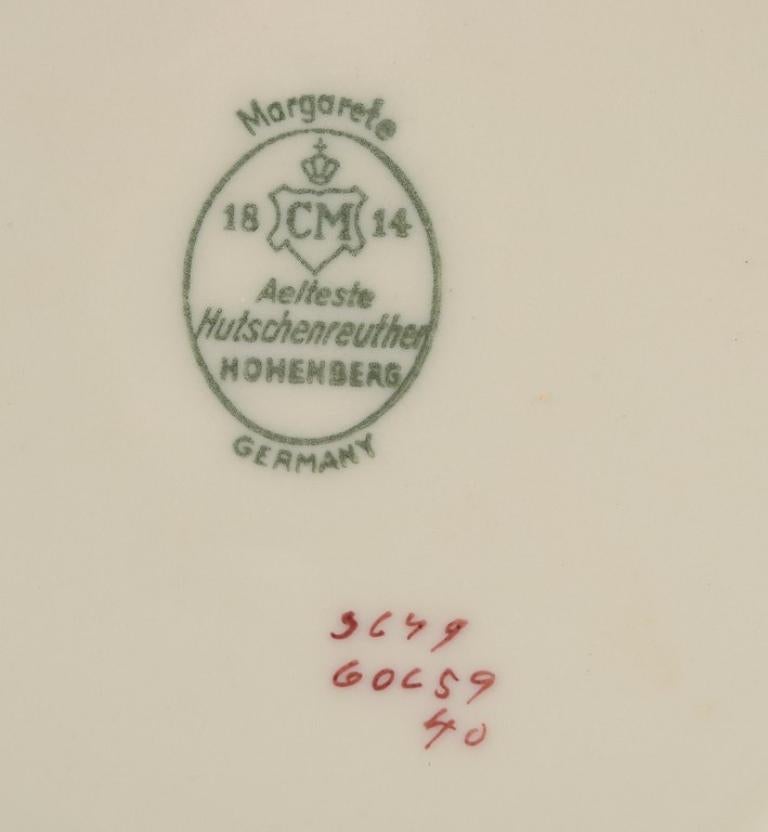 Margarete
18 CM 14
Aelteste
Hutschenreuther
HOHENBERG
GERMANY
3649
60659
40